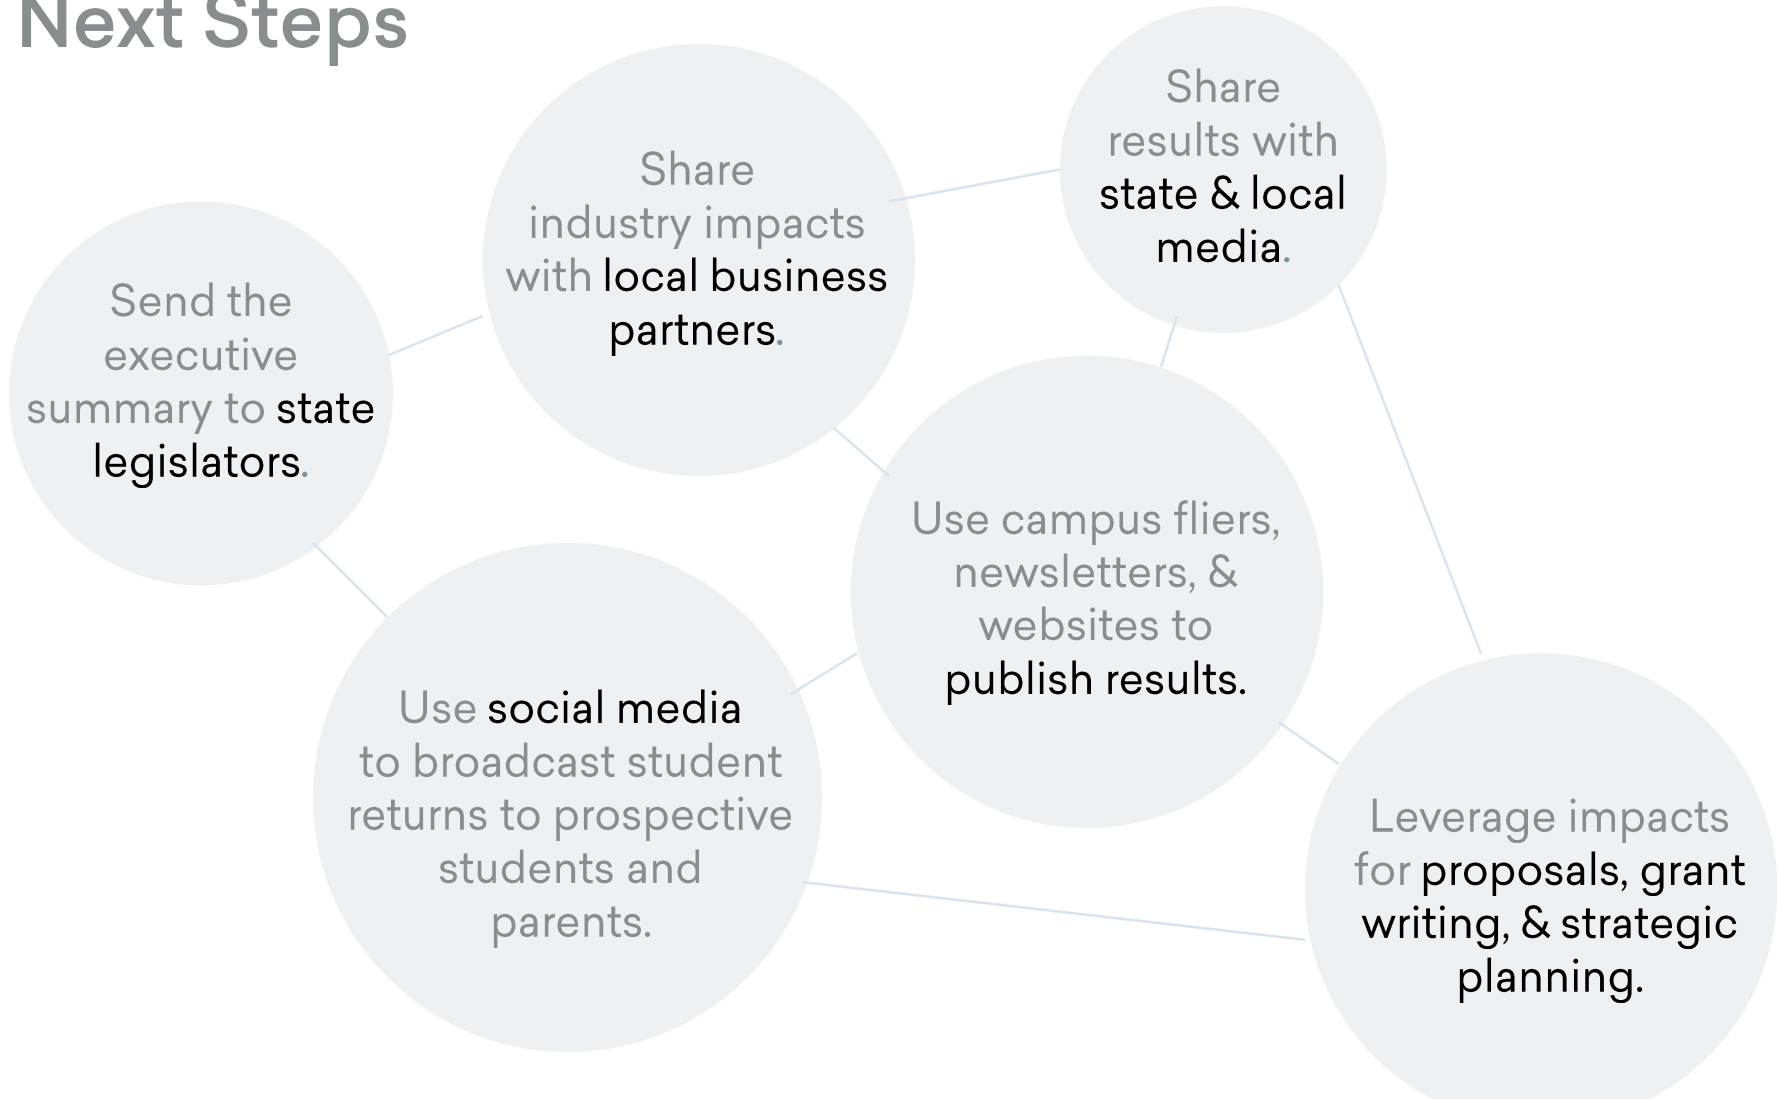 Next Steps
Share
results with
state & local
media.
Share
industry impacts
with local business
partners.
Send the
executive
summary to state
legislators.
Use campus fliers,
newsletters, &
websites to
publish results.
Use social media
to broadcast student
returns to prospective
students and
parents.
Leverage impacts
for proposals, grant
writing, & strategic
planning.